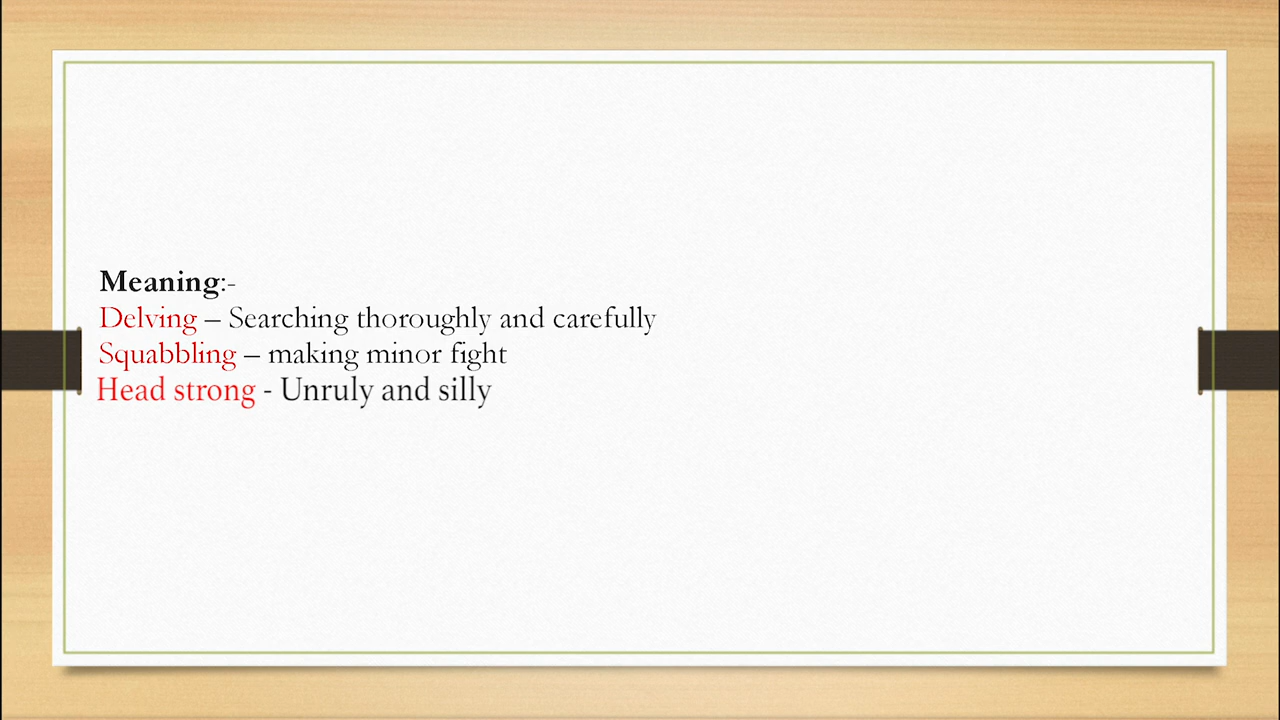 Meaning:-
Delving – Searching thoroughly and carefully
Squabbling – making minor fight
Head strong - Unruly and silly